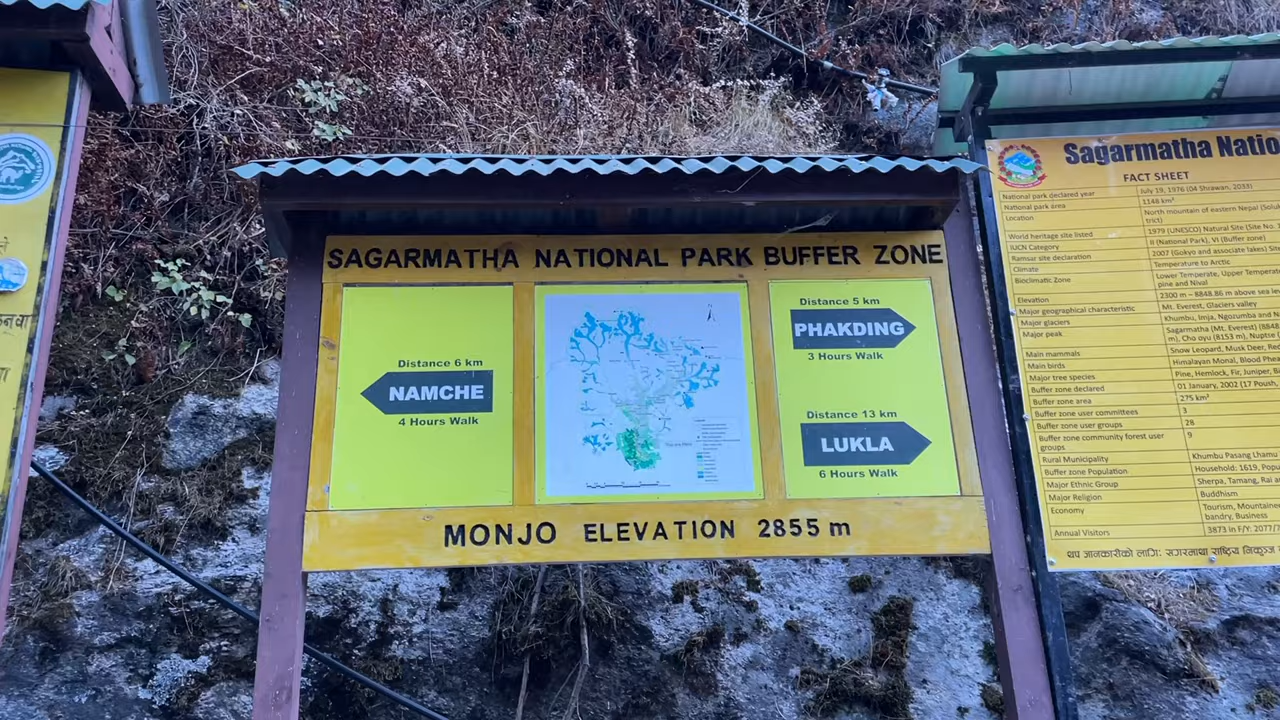 SAGARMATHA NATIONAL PARK BUFFER ZONE
Distance 6 km
NAMCHE
4 Hours Walk
Distance 5 km
PHAKDING
3 Hours Walk
Distance 13 km
LUKLA
6 Hours Walk
MONJO ELEVATION 2855 m
Sagarmatha Natio
FACT SHEET
National park declared year July 19, 1976 (04 Shrawan, 2033)
National park area 1148 km²
Location North mountain of eastern Nepal (Solu
trict)
World heritage site listed 1979 (UNESCO) Natural Site (Site No.
IUCN Category II (National Park), VI (Buffer zone)
Ramsar site declaration 2007 (Gokyo and associate lakes) Site
Climate Temperature to Arctic
Bioclimatic Zone Lower Temperate, Upper Temperat
pine and Nival
Elevation 2300 m – 8848.86 m above sea leve
Major geographical characteristic Mt. Everest, Glaciers valley
Major glaciers Khumbu, Imja, Ngozumba and N
Major peak Sagarmatha (Mt. Everest) (8848
m), Cho oyu (8153 m), Nuptse (
Main mammals Snow Leopard, Musk Deer, Red
Main birds Himalayan Monal, Blood Phea
Major tree species Pine, Hemlock, Fir, Juniper, Bi
Buffer zone declared 01 January, 2002 (17 Poush,
Buffer zone area 275 km²
Buffer zone user committees 3
Buffer zone user groups 28
Buffer zone community forest user
groups 9
Rural Municipality Khumbu Pasang Lhamu
Buffer zone Population Household: 1619, Popu
Major Ethnic Group Sherpa, Tamang, Rai a
Major Religion Buddhism
Economy Tourism, Mountainee
bandry, Business
Annual Visitors 3873 in F/Y: 2077/7
थप जानकारीको लागि: सगरमाथा राष्ट्रिय निकुञ्ज